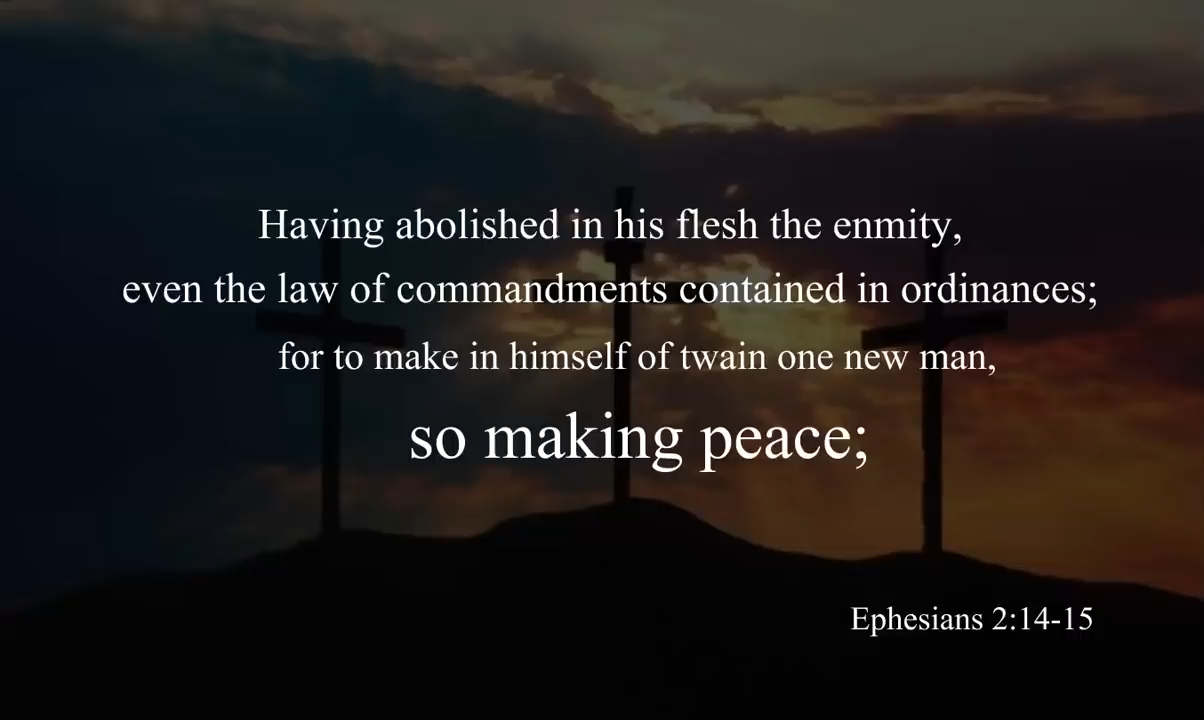 Having abolished in his flesh the enmity,
even the law of commandments contained in ordinances;
for to make in himself of twain one new man,
so making peace;
Ephesians 2:14-15